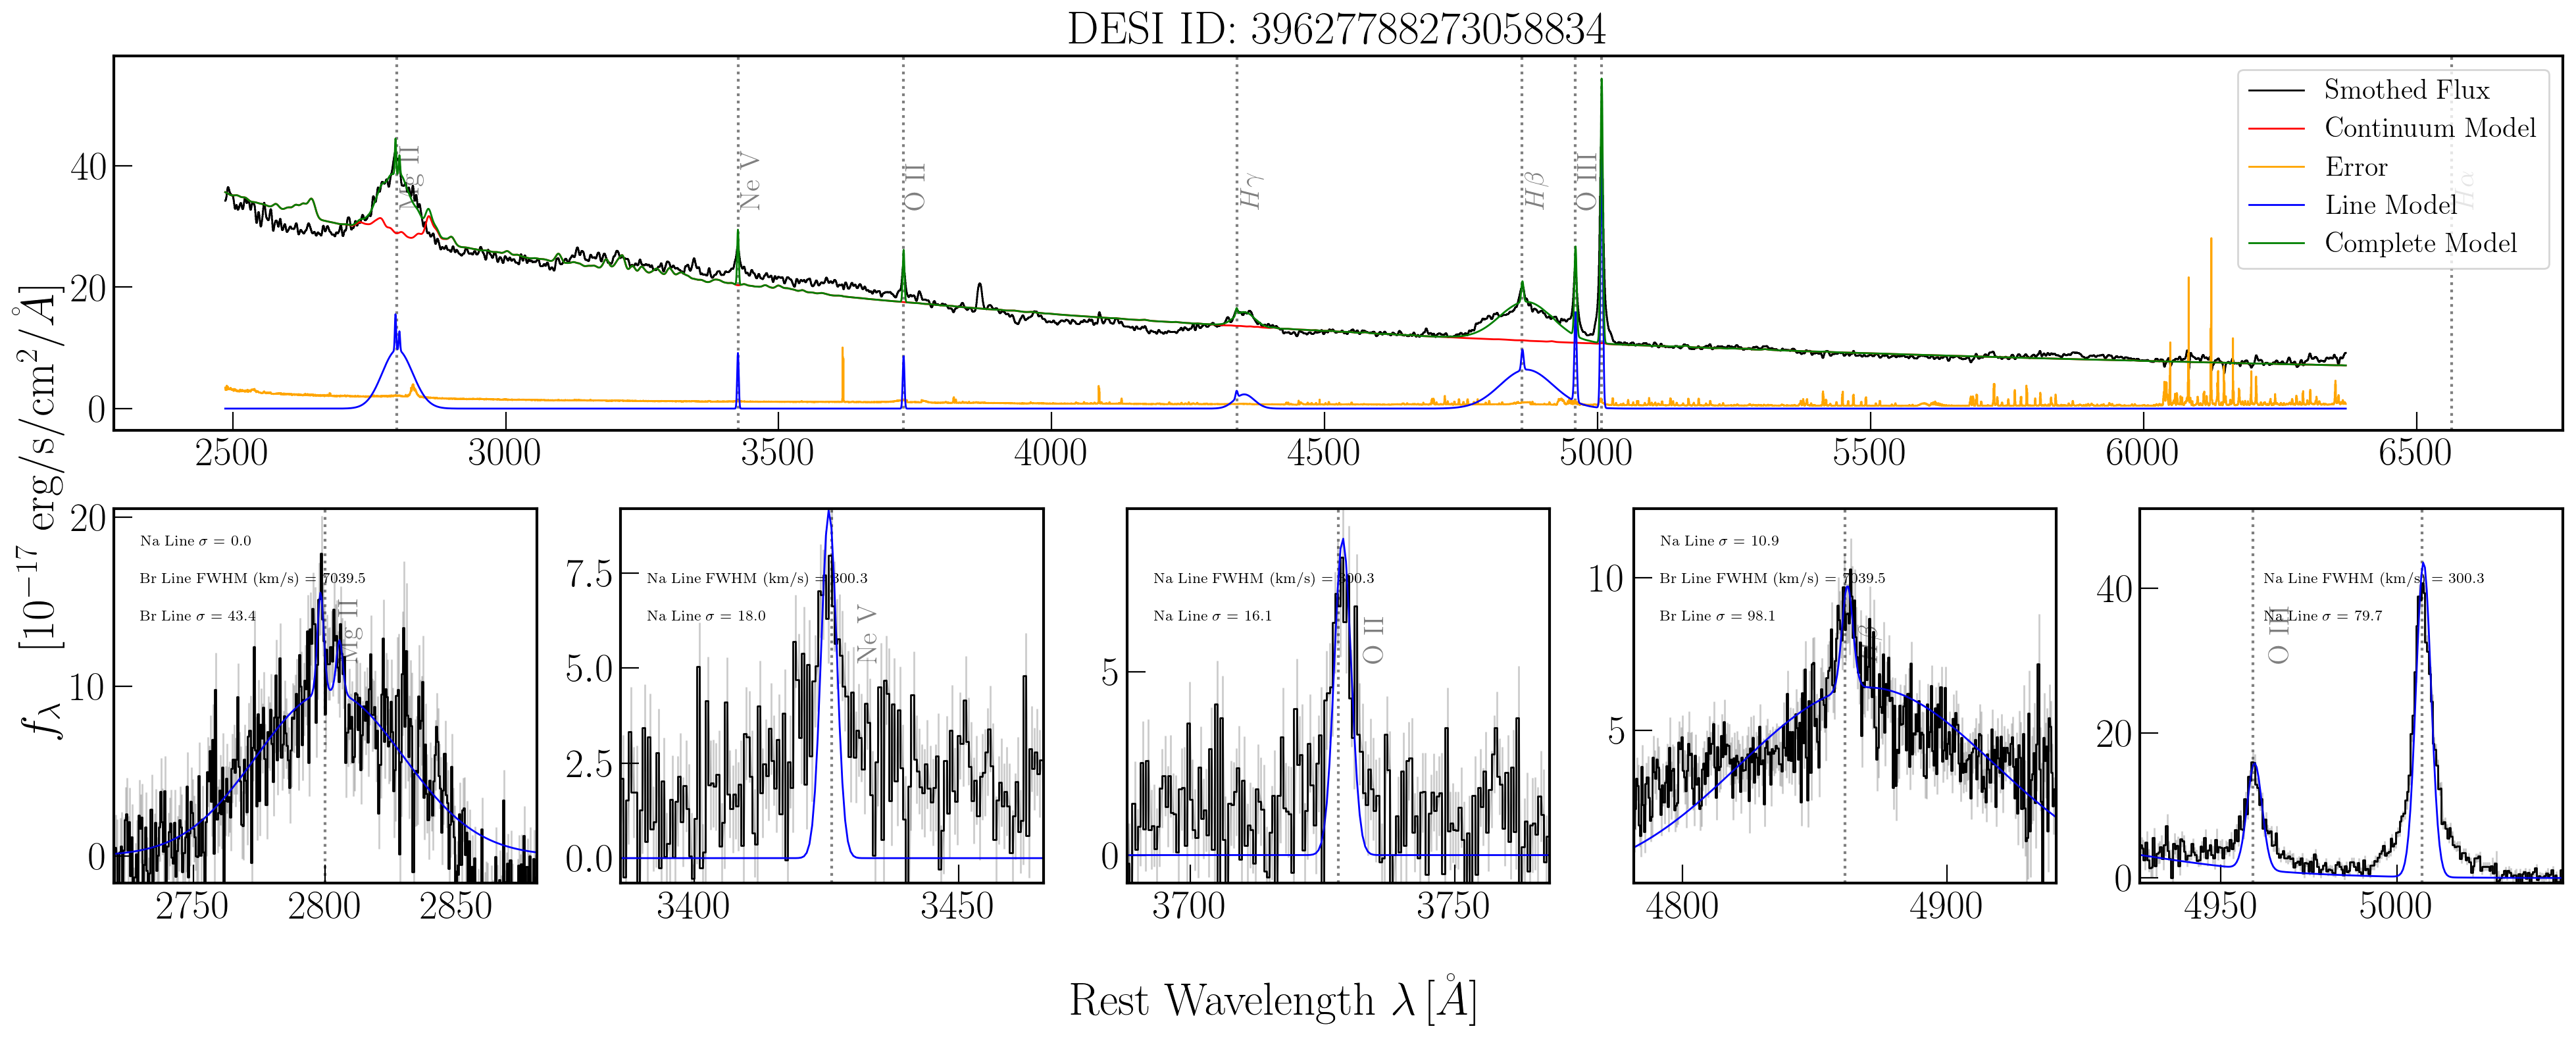 DESI ID: 39627788273058834
Smothed Flux
Continuum Model
Error
Line Model
Complete Model
Mg II
Ne V
O II
Hγ
Hβ
O III
Hα
40
20
0
2500 3000 3500 4000 4500 5000 5500 6000 6500
f_λ [10^{-17} erg/s/cm^2/Å]
20
10
0
Na Line σ = 0.0
Br Line FWHM (km/s) = 7039.5
Br Line σ = 43.4
Mg II
2750 2800 2850
7.5
5.0
2.5
0.0
Na Line FWHM (km/s) = 300.3
Na Line σ = 18.0
Ne V
3400 3450
5
0
Na Line FWHM (km/s) = 300.3
Na Line σ = 16.1
O II
3700 3750
10
5
Na Line σ = 10.9
Br Line FWHM (km/s) = 7039.5
Br Line σ = 98.1
4800 4900
40
20
0
Na Line FWHM (km/s) = 300.3
Na Line σ = 79.7
O III
4950 5000
Rest Wavelength λ [Å]